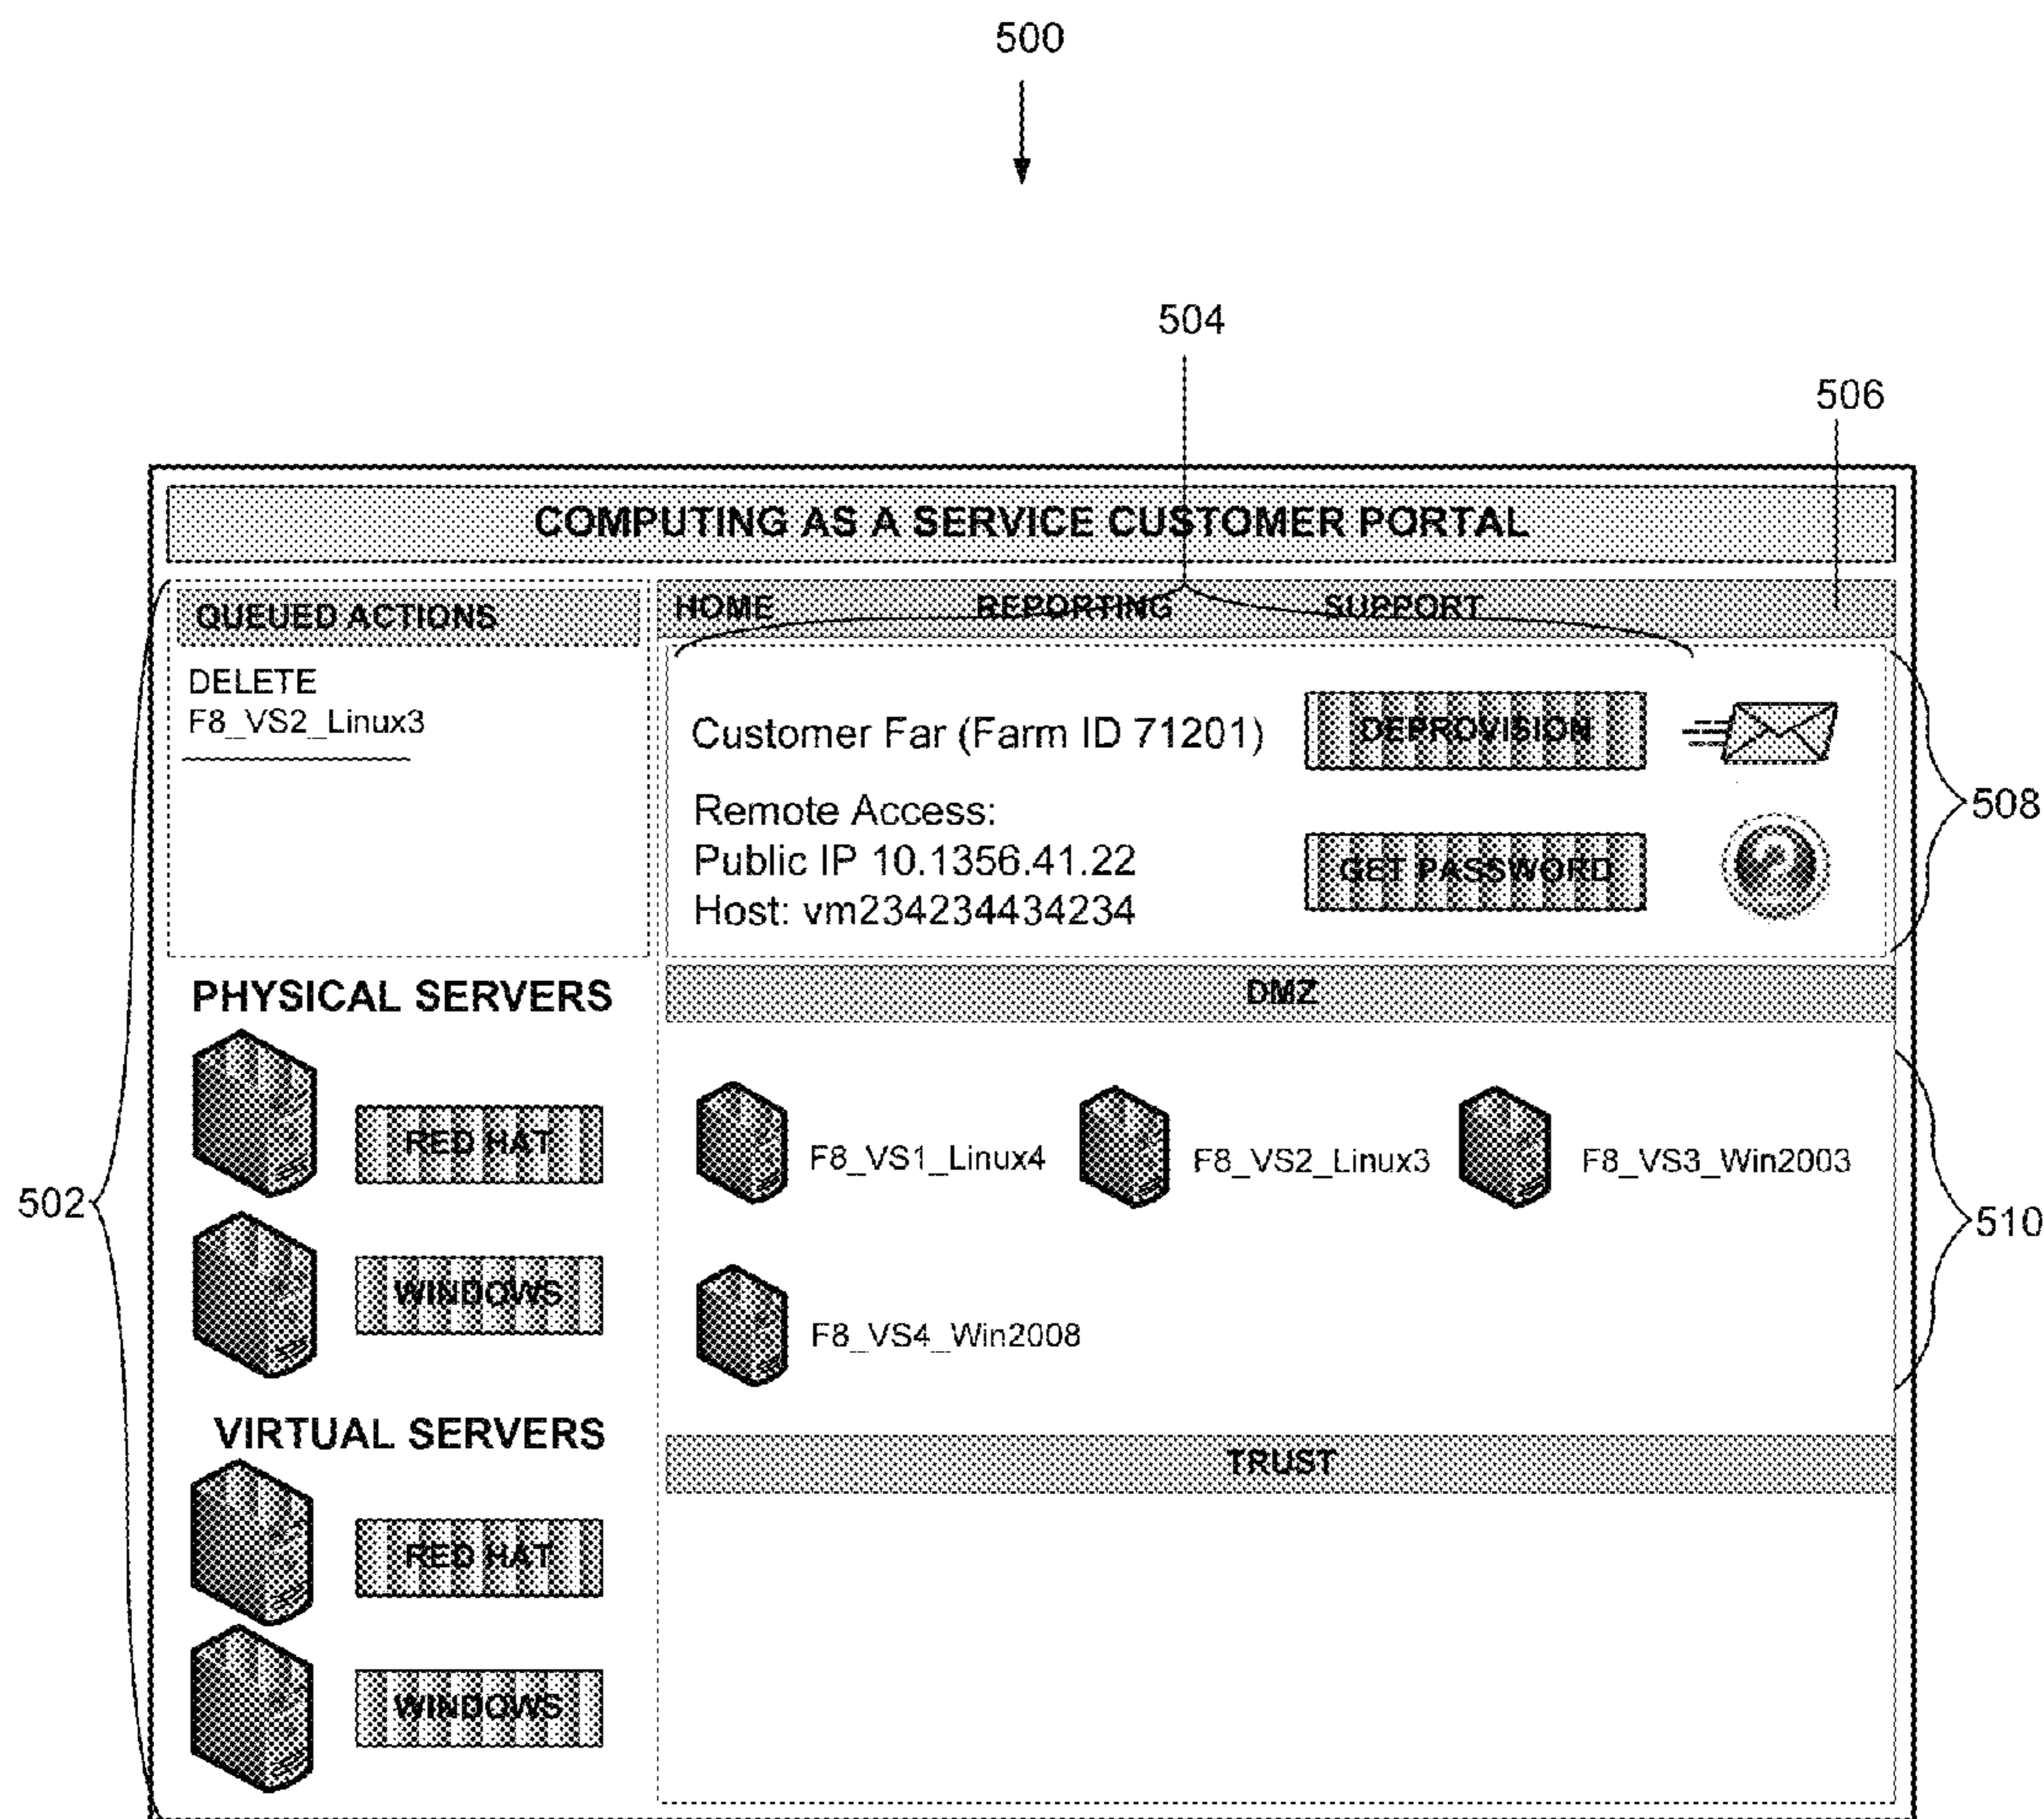 500
504
506
COMPUTING AS A SERVICE CUSTOMER PORTAL
QUEUED ACTIONS
DELETE
F8_VS2_Linux3
HOME REPORTING SUPPORT
Customer Far (Farm ID 71201)
DEPROVISION
Remote Access:
Public IP 10.1356.41.22
Host: vm234234434234
GET PASSWORD
508
PHYSICAL SERVERS
RED HAT
WINDOWS
502
VIRTUAL SERVERS
RED HAT
WINDOWS
DMZ
F8_VS1_Linux4 F8_VS2_Linux3 F8_VS3_Win2003
F8_VS4_Win2008
510
TRUST